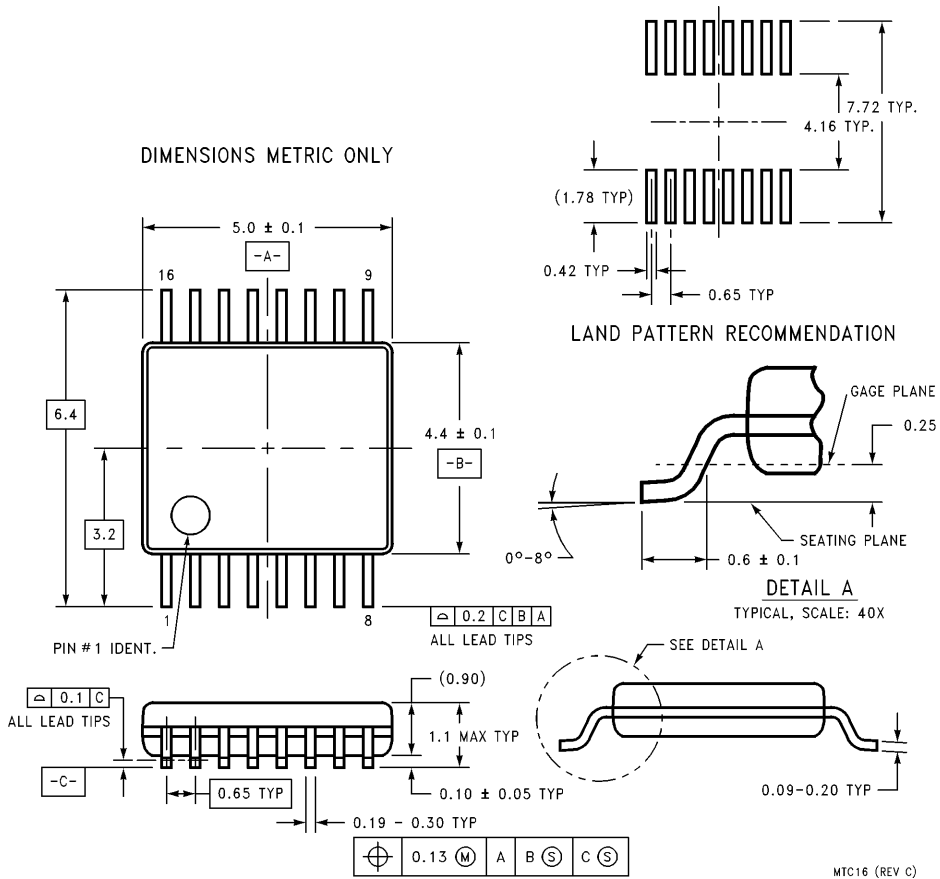 7.72 TYP.
4.16 TYP.
DIMENSIONS METRIC ONLY
(1.78 TYP)
5.0 ± 0.1
-A-
0.42 TYP
16
9
0.65 TYP
LAND PATTERN RECOMMENDATION
GAGE PLANE
6.4
0.25
4.4 ± 0.1
-B-
3.2
SEATING PLANE
0°-8°
0.6 ± 0.1
DETAIL A
TYPICAL, SCALE: 40X
1
8
⌓ 0.2 C B A
ALL LEAD TIPS
PIN #1 IDENT.
SEE DETAIL A
(0.90)
⌓ 0.1 C
ALL LEAD TIPS
1.1 MAX TYP
-C-
0.65 TYP
0.10 ± 0.05 TYP
0.09-0.20 TYP
0.19 - 0.30 TYP
⌖ 0.13 Ⓜ A B Ⓢ C Ⓢ
MTC16 (REV C)